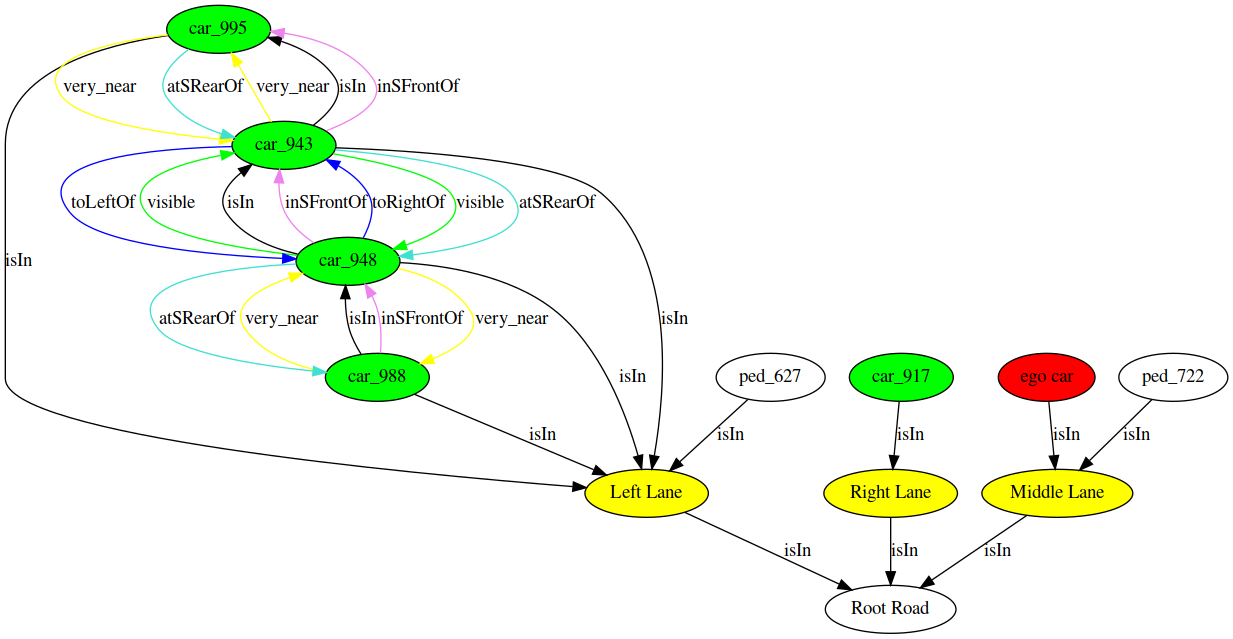 car_995
very_near atSRearOf very_near isIn inSFrontOf
car_943
toLeftOf visible isIn inSFrontOf toRightOf visible atSRearOf
isIn car_948
atSRearOf very_near isIn inSFrontOf very_near isIn
car_988 isIn ped_627 car_917 ego car ped_722
isIn isIn isIn isIn isIn
Left Lane Right Lane Middle Lane
isIn isIn isIn
Root Road